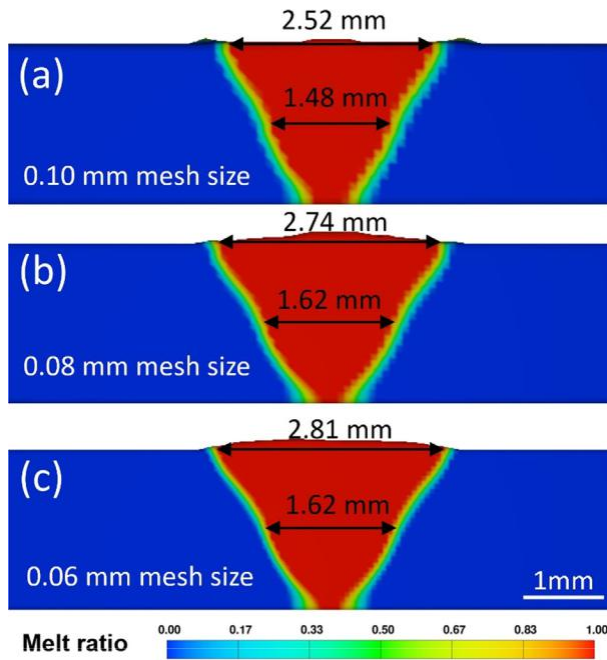 2.52 mm
(a)
1.48 mm
0.10 mm mesh size
2.74 mm
(b)
1.62 mm
0.08 mm mesh size
2.81 mm
(c)
1.62 mm
0.06 mm mesh size
1mm
Melt ratio
0.00 0.17 0.33 0.50 0.67 0.83 1.00